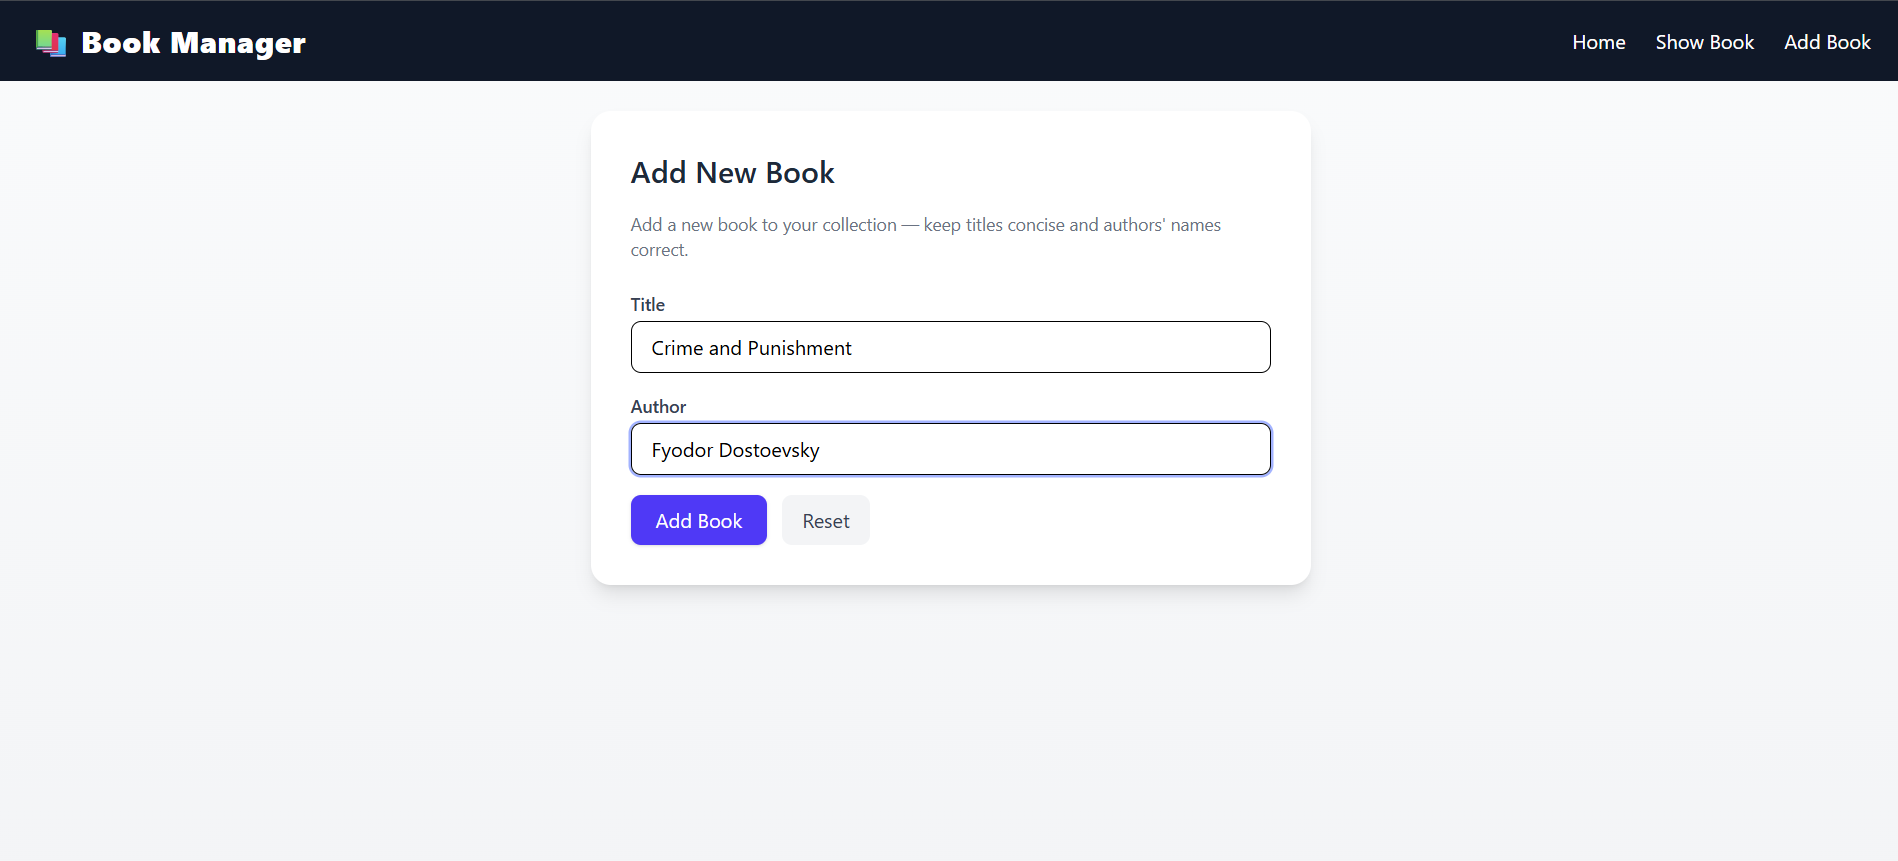 Book Manager
Home
Show Book
Add Book
Add New Book
Add a new book to your collection — keep titles concise and authors' names
correct.
Title
Crime and Punishment
Author
Fyodor Dostoevsky
Add Book
Reset